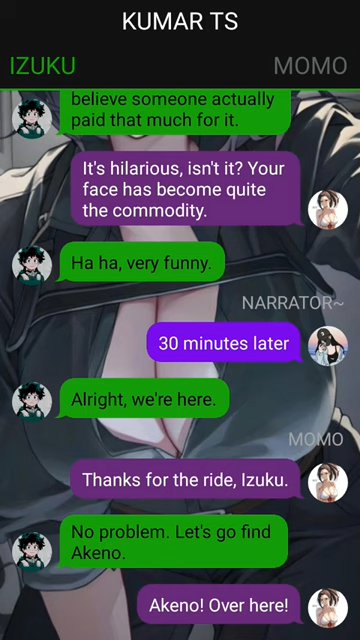 KUMAR TS
IZUKU
MOMO
believe someone actually
paid that much for it.
It's hilarious, isn't it? Your
face has become quite
the commodity.
Ha ha, very funny.
NARRATOR~
30 minutes later
Alright, we're here.
MOMO
Thanks for the ride, Izuku.
No problem. Let's go find
Akeno.
Akeno! Over here!